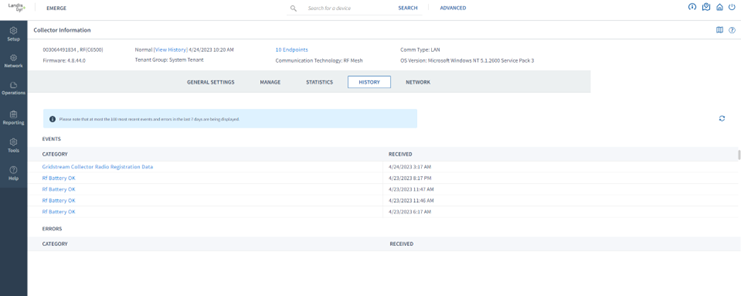 Landis Gyr
EMERGE
Search for a device
SEARCH
ADVANCED
Setup
Network
Operations
Reporting
Tools
Help
Collector Information
003064491834 , RF(C6500)
Normal (View History) 4/24/2023 10:20 AM
10 Endpoints
Comm Type: LAN
Firmware: 4.8.44.0
Tenant Group: System Tenant
Communication Technology: RF Mesh
OS Version: Microsoft Windows NT 5.1.2600 Service Pack 3
GENERAL SETTINGS
MANAGE
STATISTICS
HISTORY
NETWORK
Please note that at most the 100 most recent events and errors in the last 7 days are being displayed.
EVENTS
CATEGORY RECEIVED
Gridstream Collector Radio Registration Data 4/24/2023 3:17 AM
RF Battery OK 4/23/2023 8:17 PM
RF Battery OK 4/23/2023 11:47 AM
RF Battery OK 4/23/2023 11:46 AM
RF Battery OK 4/23/2023 6:17 AM
ERRORS
CATEGORY RECEIVED